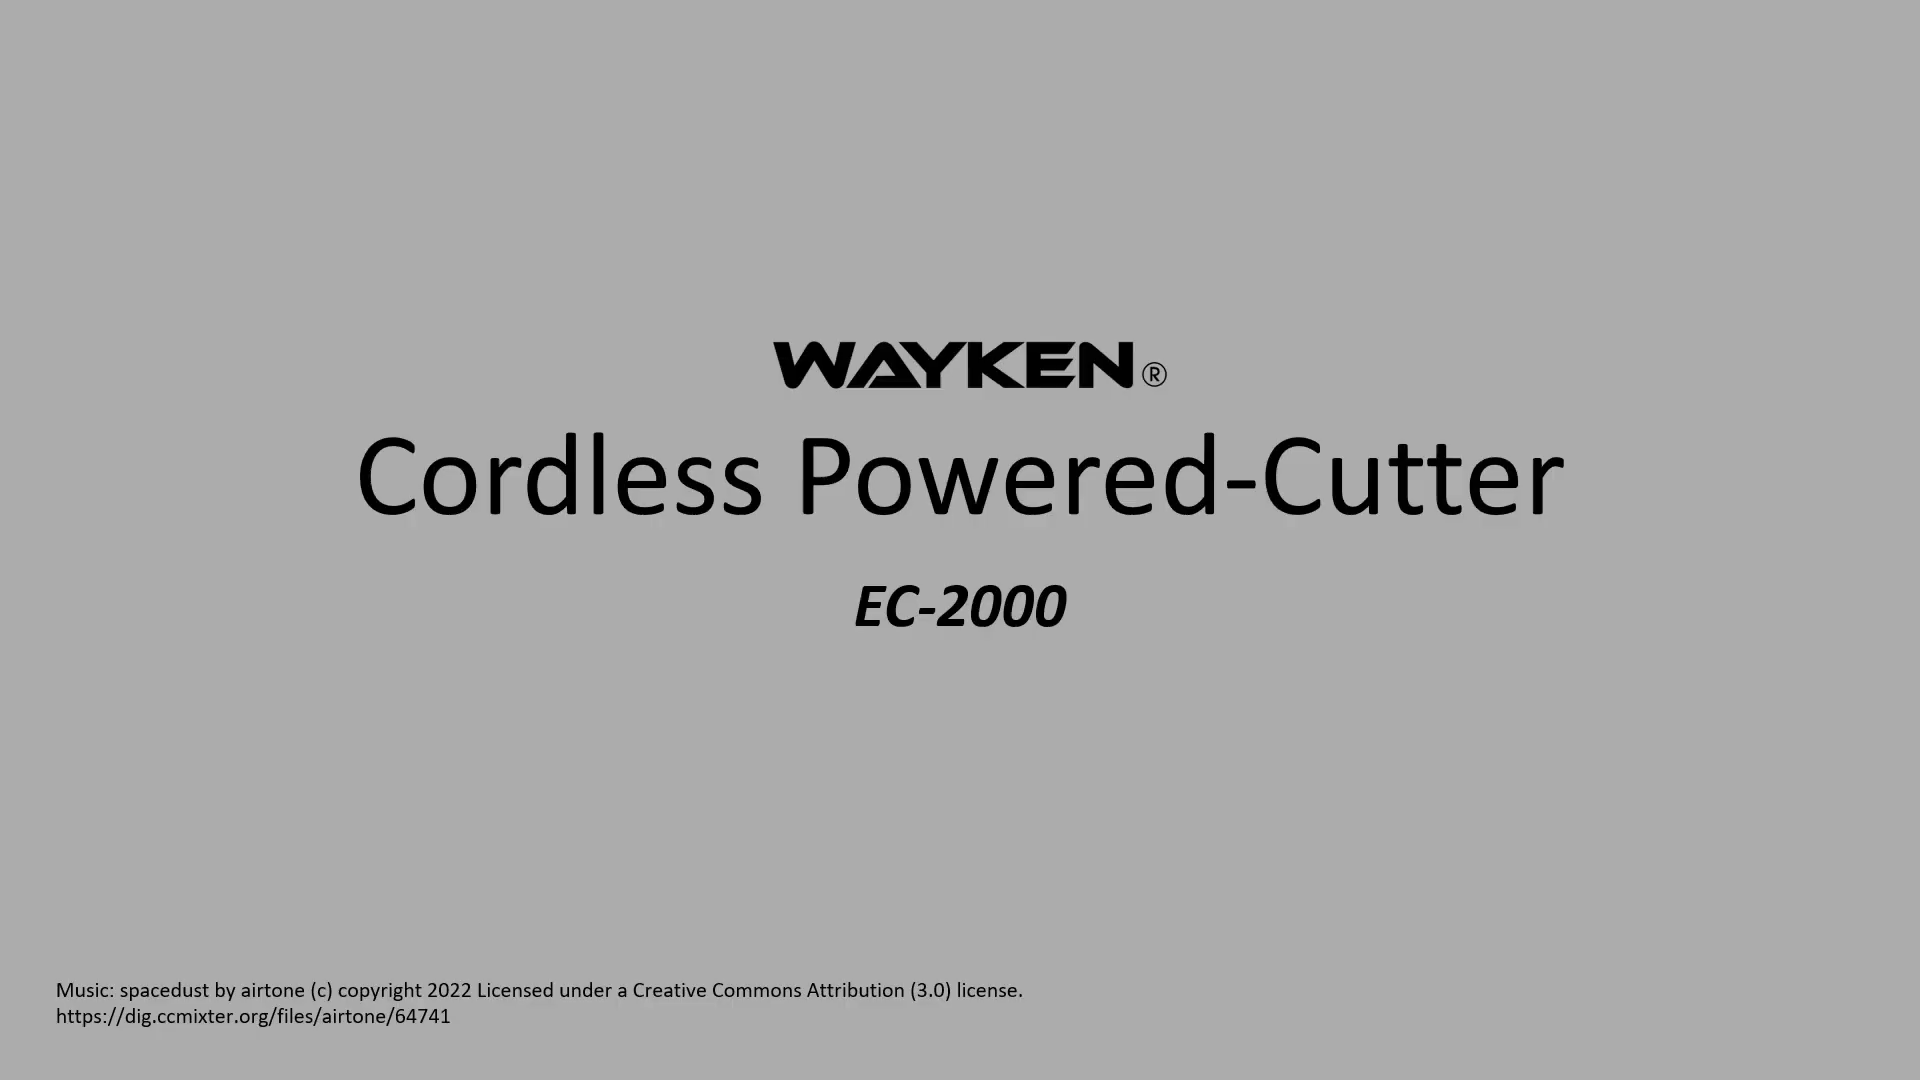 WAYKEN®
Cordless Powered-Cutter
EC-2000
Music: spacedust by airtone (c) copyright 2022 Licensed under a Creative Commons Attribution (3.0) license.
https://dig.ccmixter.org/files/airtone/64741